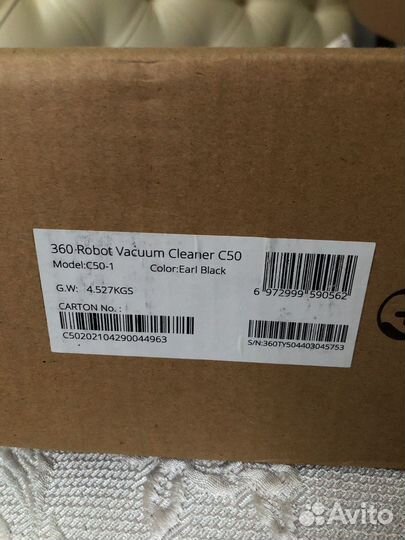 360 Robot Vacuum Cleaner C50
Model:C50-1 Color:Earl Black
G.W: 4.527KGS
6 972999 590562
CARTON No.:
C50202104290044963
S/N:360TY504403045753
Avito